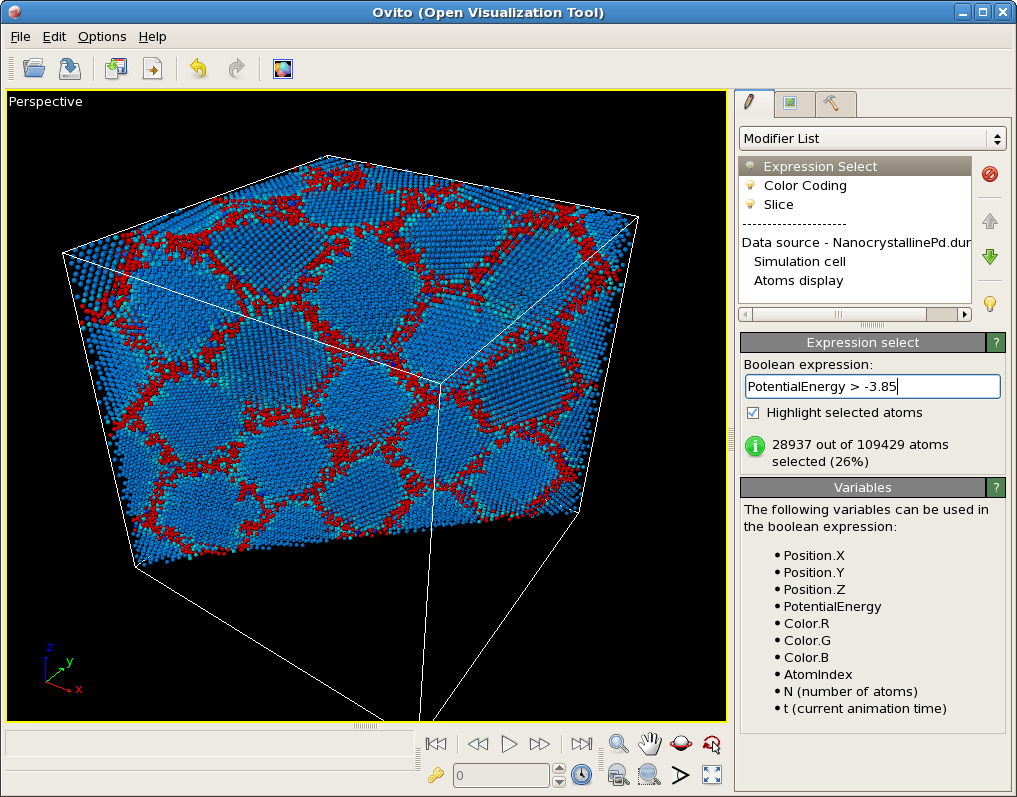 Ovito (Open Visualization Tool)
File Edit Options Help
Perspective
Modifier List
Expression Select
Color Coding
Slice
----------------------
Data source - NanocrystallinePd.dur
Simulation cell
Atoms display
Expression select ?
Boolean expression:
PotentialEnergy > -3.85
Highlight selected atoms
28937 out of 109429 atoms
selected (26%)
Variables ?
The following variables can be used in
the boolean expression:
• Position.X
• Position.Y
• Position.Z
• PotentialEnergy
• Color.R
• Color.G
• Color.B
• AtomIndex
• N (number of atoms)
• t (current animation time)
z
y
x
0